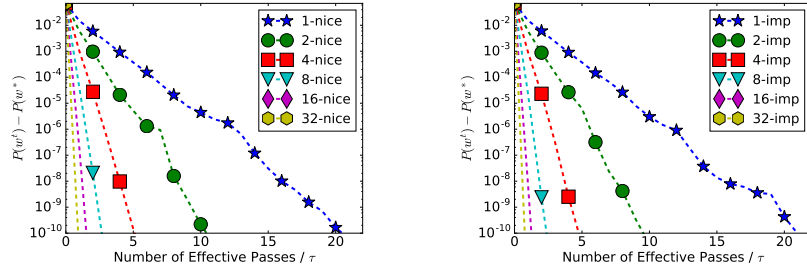 P(w^t) − P(w^*)
10^-2
10^-3
10^-4
10^-5
10^-6
10^-7
10^-8
10^-9
10^-10
0
5
10
15
20
Number of Effective Passes / τ
1-nice
2-nice
4-nice
8-nice
16-nice
32-nice
P(w^t) − P(w^*)
10^-2
10^-3
10^-4
10^-5
10^-6
10^-7
10^-8
10^-9
10^-10
0
5
10
15
20
Number of Effective Passes / τ
1-imp
2-imp
4-imp
8-imp
16-imp
32-imp